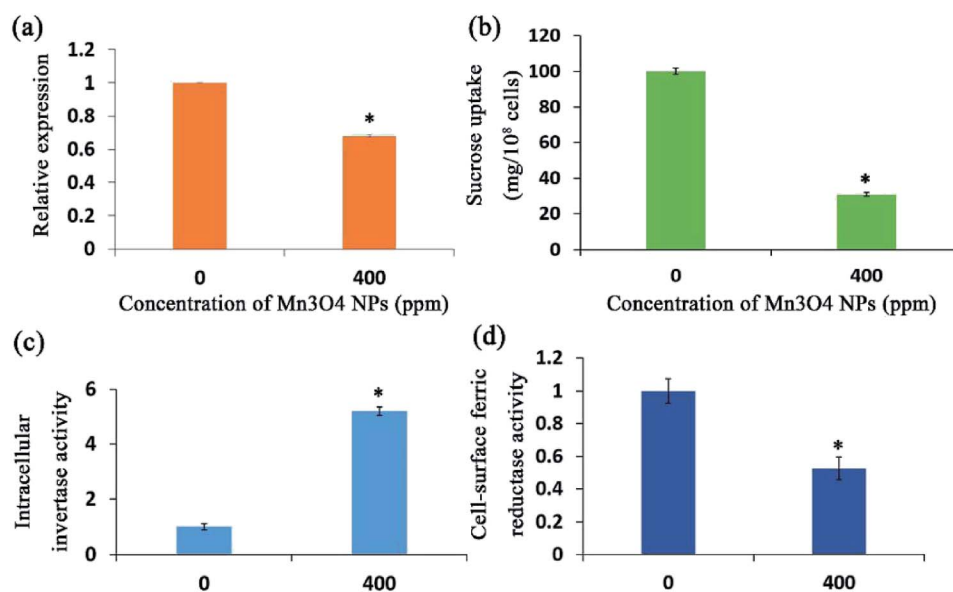 (a)
1.2
1
0.8
0.6
0.4
0.2
0
Relative expression
*
0 400
Concentration of Mn3O4 NPs (ppm)
(b)
120
100
80
60
40
20
0
Sucrose uptake
(mg/10⁸ cells)
*
0 400
Concentration of Mn3O4 NPs (ppm)
(c)
6
4
2
0
Intracellular
invertase activity
*
0 400
(d)
1.2
1
0.8
0.6
0.4
0.2
0
Cell-surface ferric
reductase activity
*
0 400